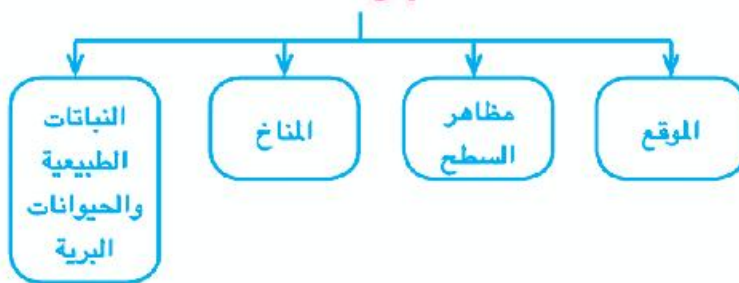 الموقع
مظاهر
السطح
المناخ
النباتات
الطبيعية
والحيوانات
البرية